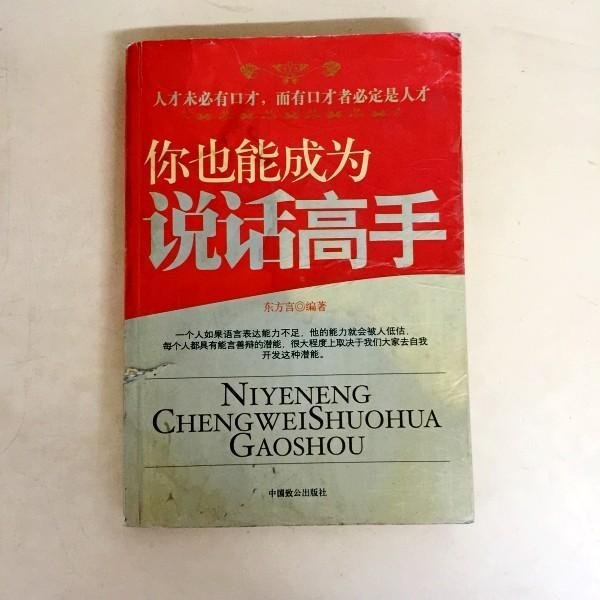 人才未必有口才，而有口才者必定是人才
你也能成为
说话高手
东方言◎编著
一个人如果语言表达能力不足，他的能力就会被人低估，
每个人都具有能言善辩的潜能，很大程度上取决于我们大家去自我
开发这种潜能。
NIYENENG
CHENGWEISHUOHUA
GAOSHOU
中国致公出版社